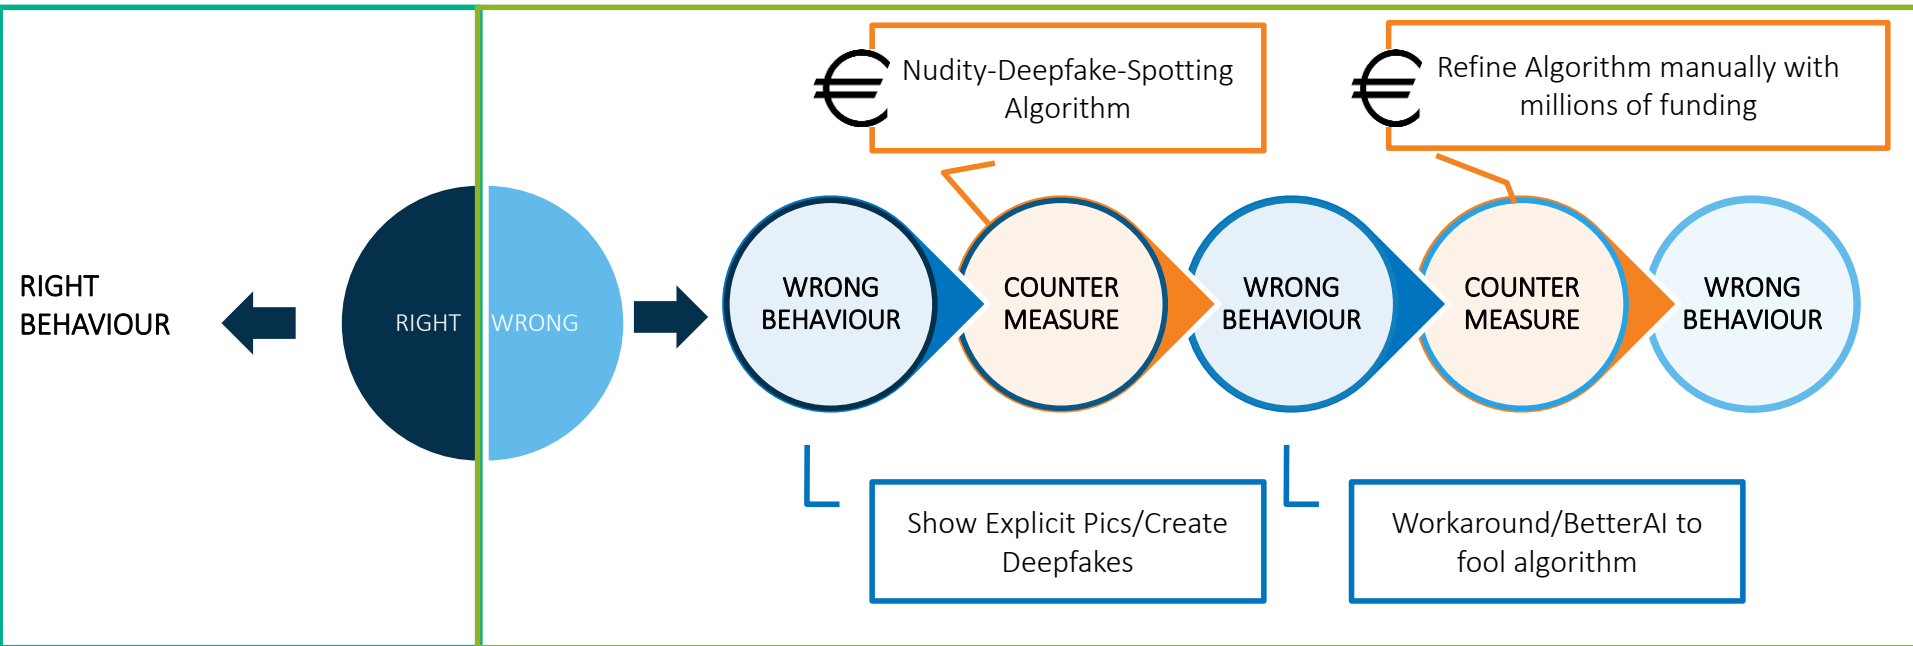 RIGHT
BEHAVIOUR
RIGHT
WRONG
€ Nudity-Deepfake-Spotting
Algorithm
€ Refine Algorithm manually with
millions of funding
WRONG
BEHAVIOUR
COUNTER
MEASURE
WRONG
BEHAVIOUR
COUNTER
MEASURE
WRONG
BEHAVIOUR
Show Explicit Pics/Create
Deepfakes
Workaround/BetterAI to
fool algorithm